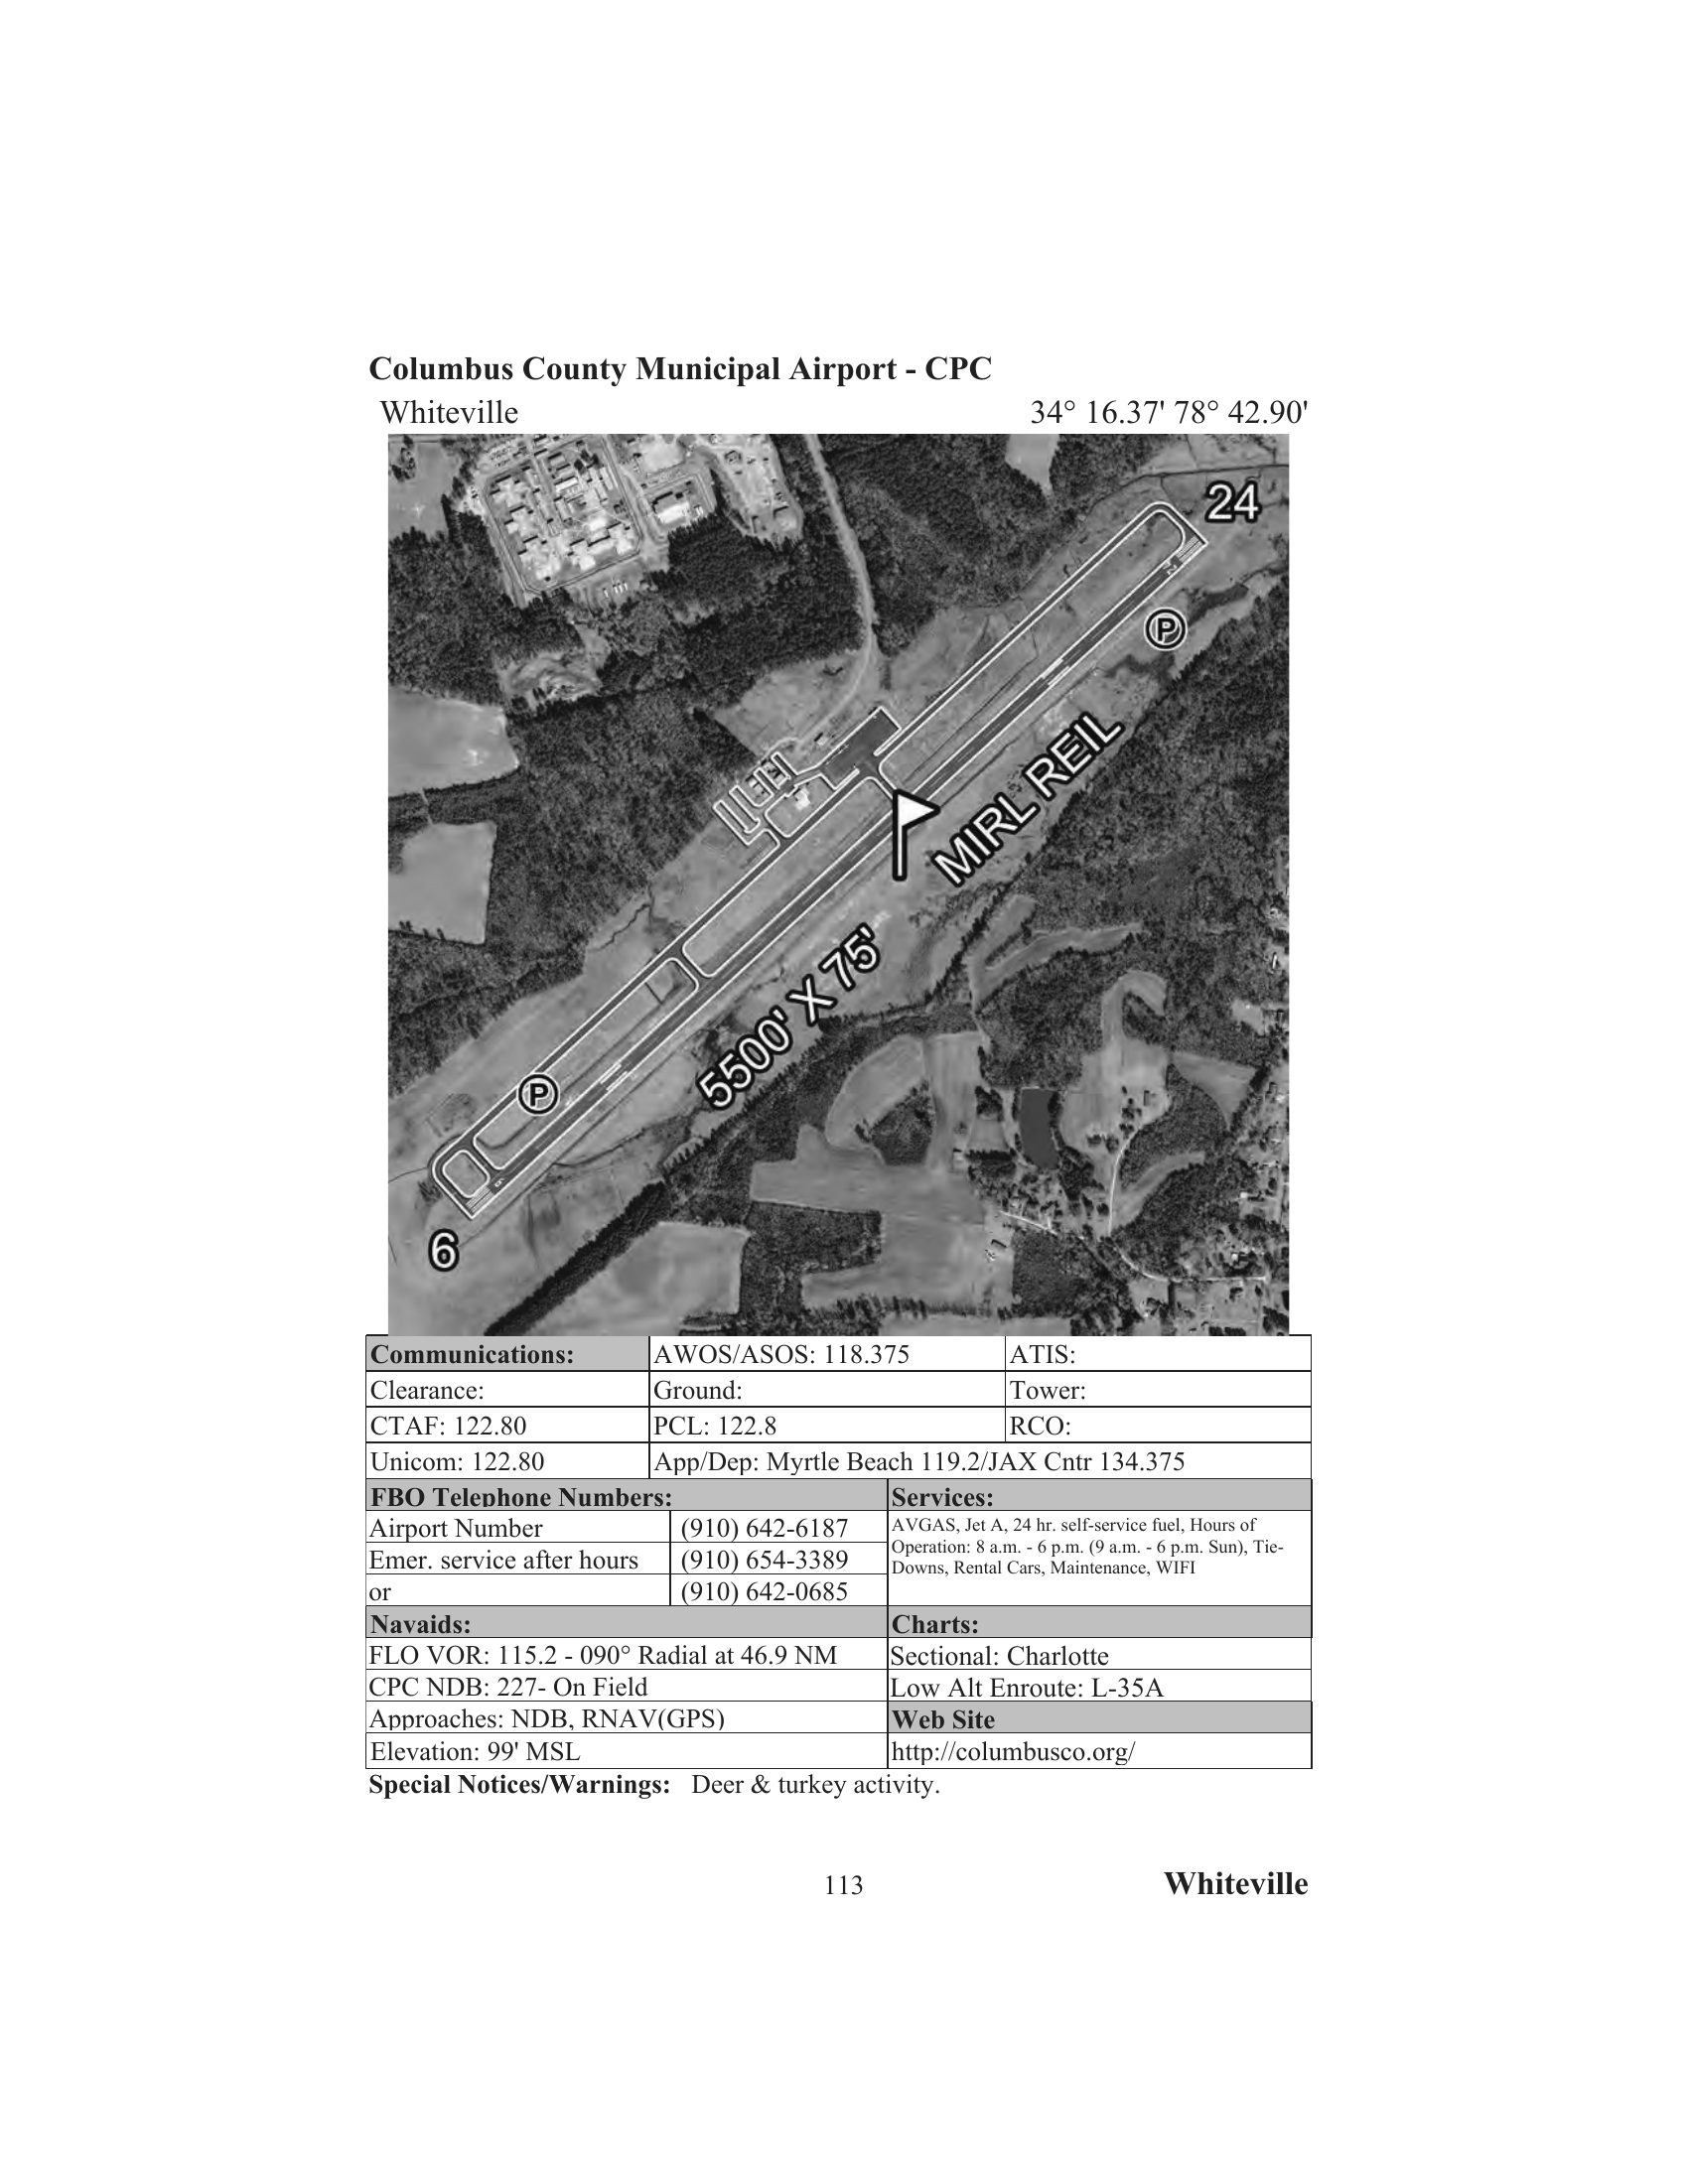 Columbus County Municipal Airport - CPC
Whiteville 34° 16.37' 78° 42.90'
24
P
MIRL REIL
5500' X 75'
P
6
Communications: AWOS/ASOS: 118.375 ATIS:
Clearance: Ground: Tower:
CTAF: 122.80 PCL: 122.8 RCO:
Unicom: 122.80 App/Dep: Myrtle Beach 119.2/JAX Cntr 134.375
FBO Telephone Numbers: Services:
Airport Number (910) 642-6187
Emer. service after hours (910) 654-3389
or (910) 642-0685
AVGAS, Jet A, 24 hr. self-service fuel, Hours of
Operation: 8 a.m. - 6 p.m. (9 a.m. - 6 p.m. Sun), Tie-
Downs, Rental Cars, Maintenance, WIFI
Navaids: Charts:
FLO VOR: 115.2 - 090° Radial at 46.9 NM Sectional: Charlotte
CPC NDB: 227- On Field Low Alt Enroute: L-35A
Approaches: NDB, RNAV(GPS) Web Site
Elevation: 99' MSL http://columbusco.org/
Special Notices/Warnings: Deer & turkey activity.
113 Whiteville